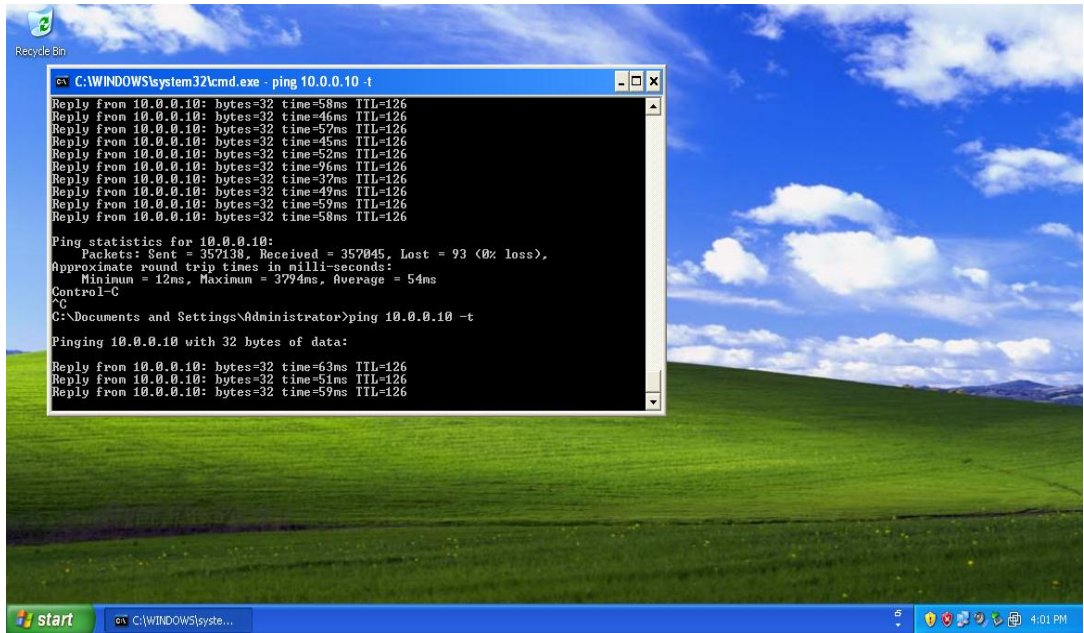 Recycle Bin
C:\WINDOWS\system32\cmd.exe - ping 10.0.0.10 -t
Reply from 10.0.0.10: bytes=32 time=58ms TTL=126
Reply from 10.0.0.10: bytes=32 time=46ms TTL=126
Reply from 10.0.0.10: bytes=32 time=57ms TTL=126
Reply from 10.0.0.10: bytes=32 time=45ms TTL=126
Reply from 10.0.0.10: bytes=32 time=52ms TTL=126
Reply from 10.0.0.10: bytes=32 time=96ms TTL=126
Reply from 10.0.0.10: bytes=32 time=37ms TTL=126
Reply from 10.0.0.10: bytes=32 time=49ms TTL=126
Reply from 10.0.0.10: bytes=32 time=59ms TTL=126
Reply from 10.0.0.10: bytes=32 time=58ms TTL=126
Ping statistics for 10.0.0.10:
Packets: Sent = 357138, Received = 357045, Lost = 93 (0% loss),
Approximate round trip times in milli-seconds:
Minimum = 12ms, Maximum = 3794ms, Average = 54ms
Control-C
^C
C:\Documents and Settings\Administrator>ping 10.0.0.10 -t
Pinging 10.0.0.10 with 32 bytes of data:
Reply from 10.0.0.10: bytes=32 time=63ms TTL=126
Reply from 10.0.0.10: bytes=32 time=51ms TTL=126
Reply from 10.0.0.10: bytes=32 time=59ms TTL=126
start
C:\WINDOWS\syste...
4:01 PM